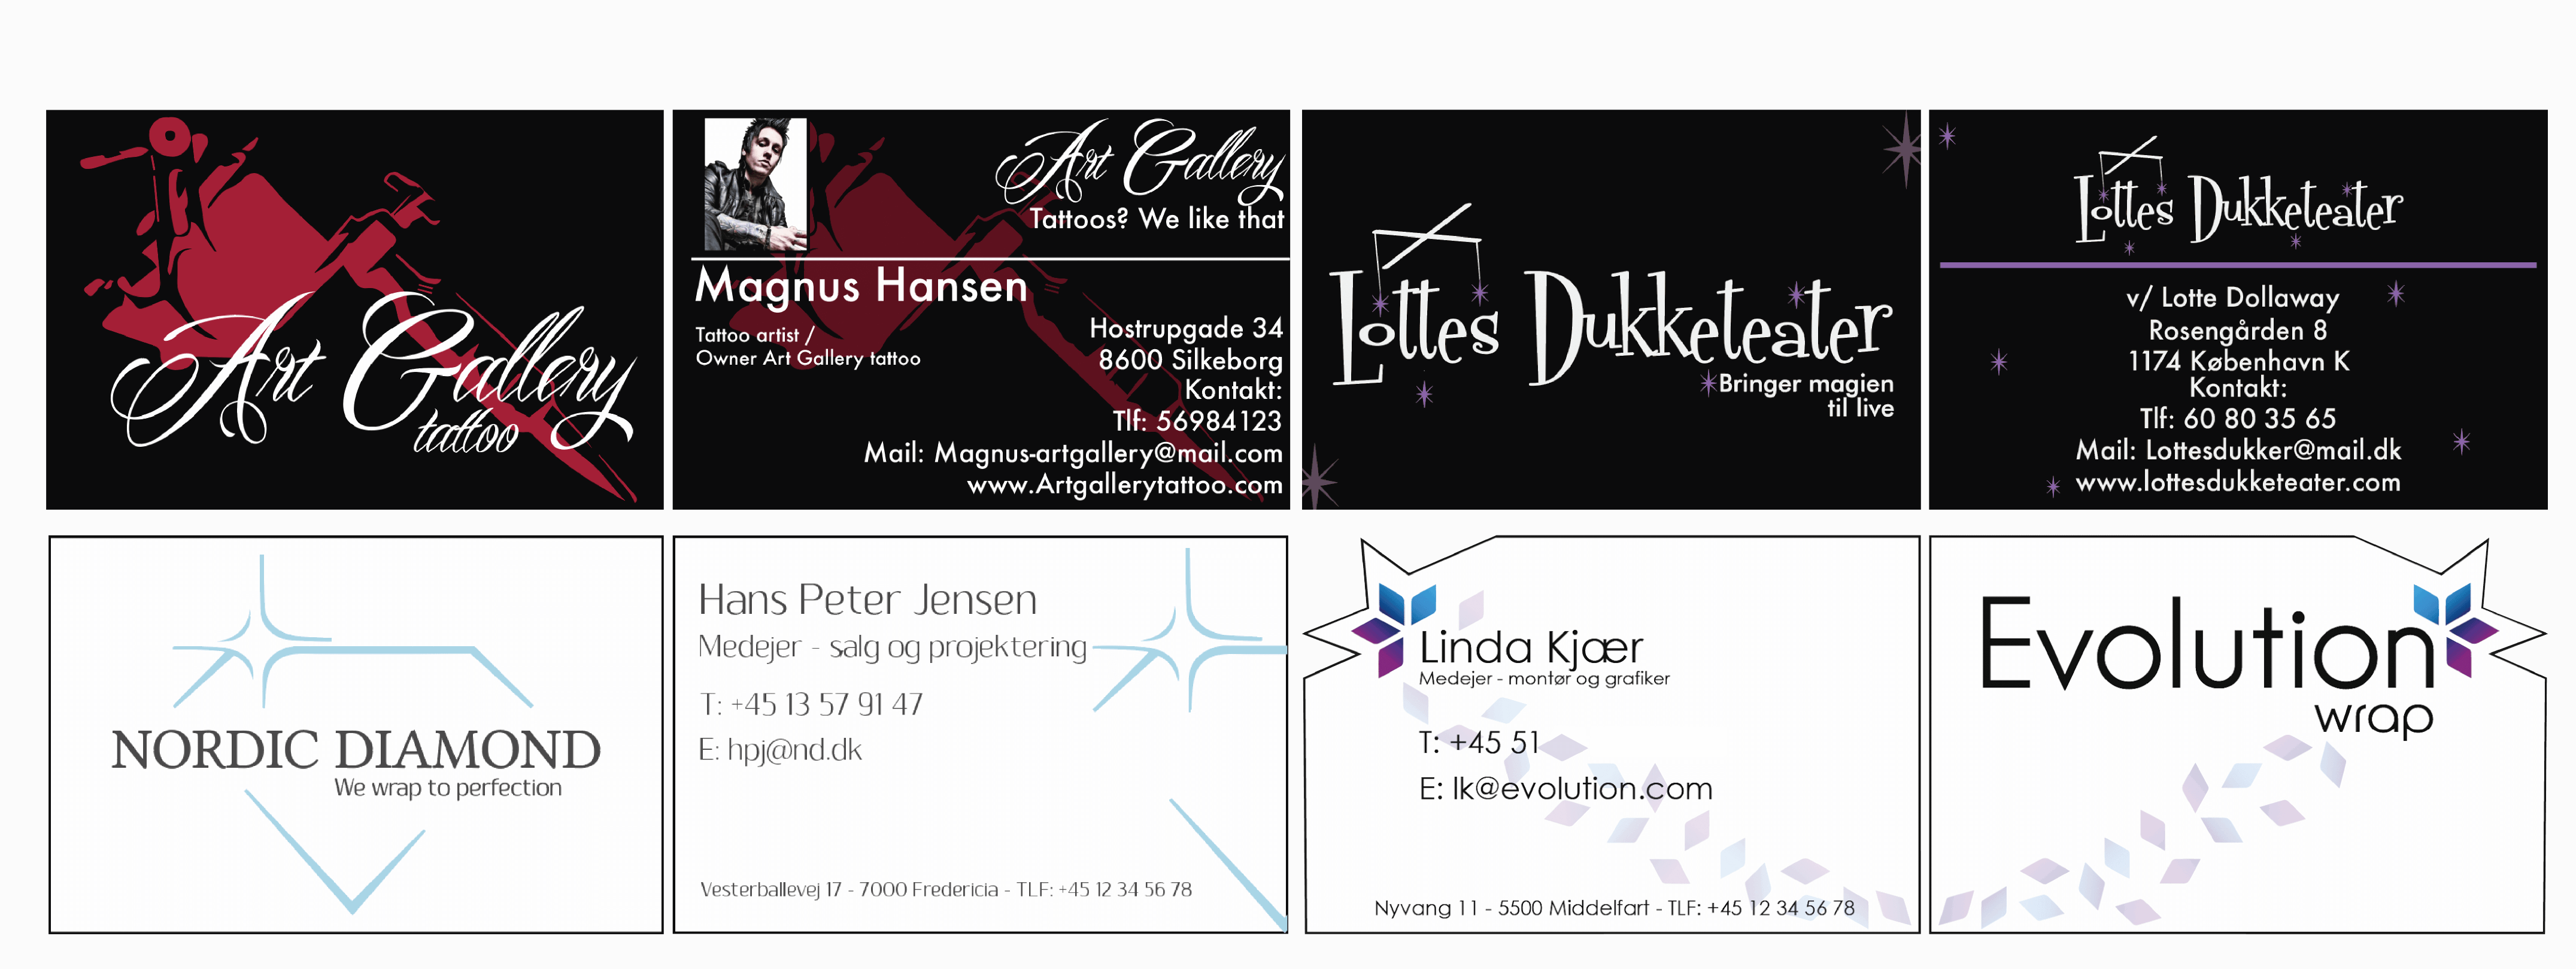 Art Gallery
tattoo
Art Gallery
Tattoos? We like that
Magnus Hansen
Tattoo artist /
Owner Art Gallery tattoo
Hostrupgade 34
8600 Silkeborg
Kontakt:
Tlf: 56984123
Mail: Magnus-artgallery@mail.com
www.Artgallerytattoo.com
Lottes Dukketeater
Bringer magien
til live
Lottes Dukketeater
v/ Lotte Dollaway
Rosengården 8
1174 København K
Kontakt:
Tlf: 60 80 35 65
Mail: Lottesdukker@mail.dk
www.lottesdukketeater.com
NORDIC DIAMOND
We wrap to perfection
Hans Peter Jensen
Medejer - salg og projektering
T: +45 13 57 91 47
E: hpj@nd.dk
Vesterballevej 17 - 7000 Fredericia - TLF: +45 12 34 56 78
Linda Kjær
Medejer - montør og grafiker
T: +45 51
E: lk@evolution.com
Nyvang 11 - 5500 Middelfart - TLF: +45 12 34 56 78
Evolution
wrap